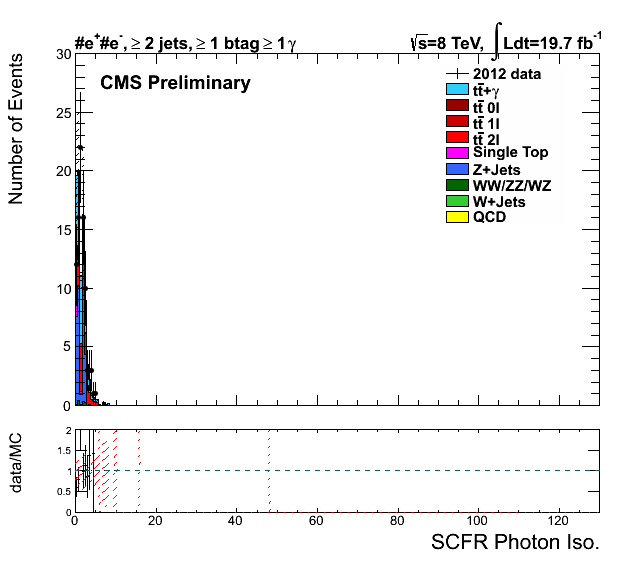 #e⁺#e⁻, ≥ 2 jets, ≥ 1 btag ≥ 1 γ
√s=8 TeV, ∫Ldt=19.7 fb⁻¹
CMS Preliminary
Number of Events
30
25
20
15
10
5
0
2012 data
tt̄+γ
tt̄ 0l
tt̄ 1l
tt̄ 2l
Single Top
Z+Jets
WW/ZZ/WZ
W+Jets
QCD
data/MC
2
1.5
1
0.5
0
0 20 40 60 80 100 120
SCFR Photon Iso.